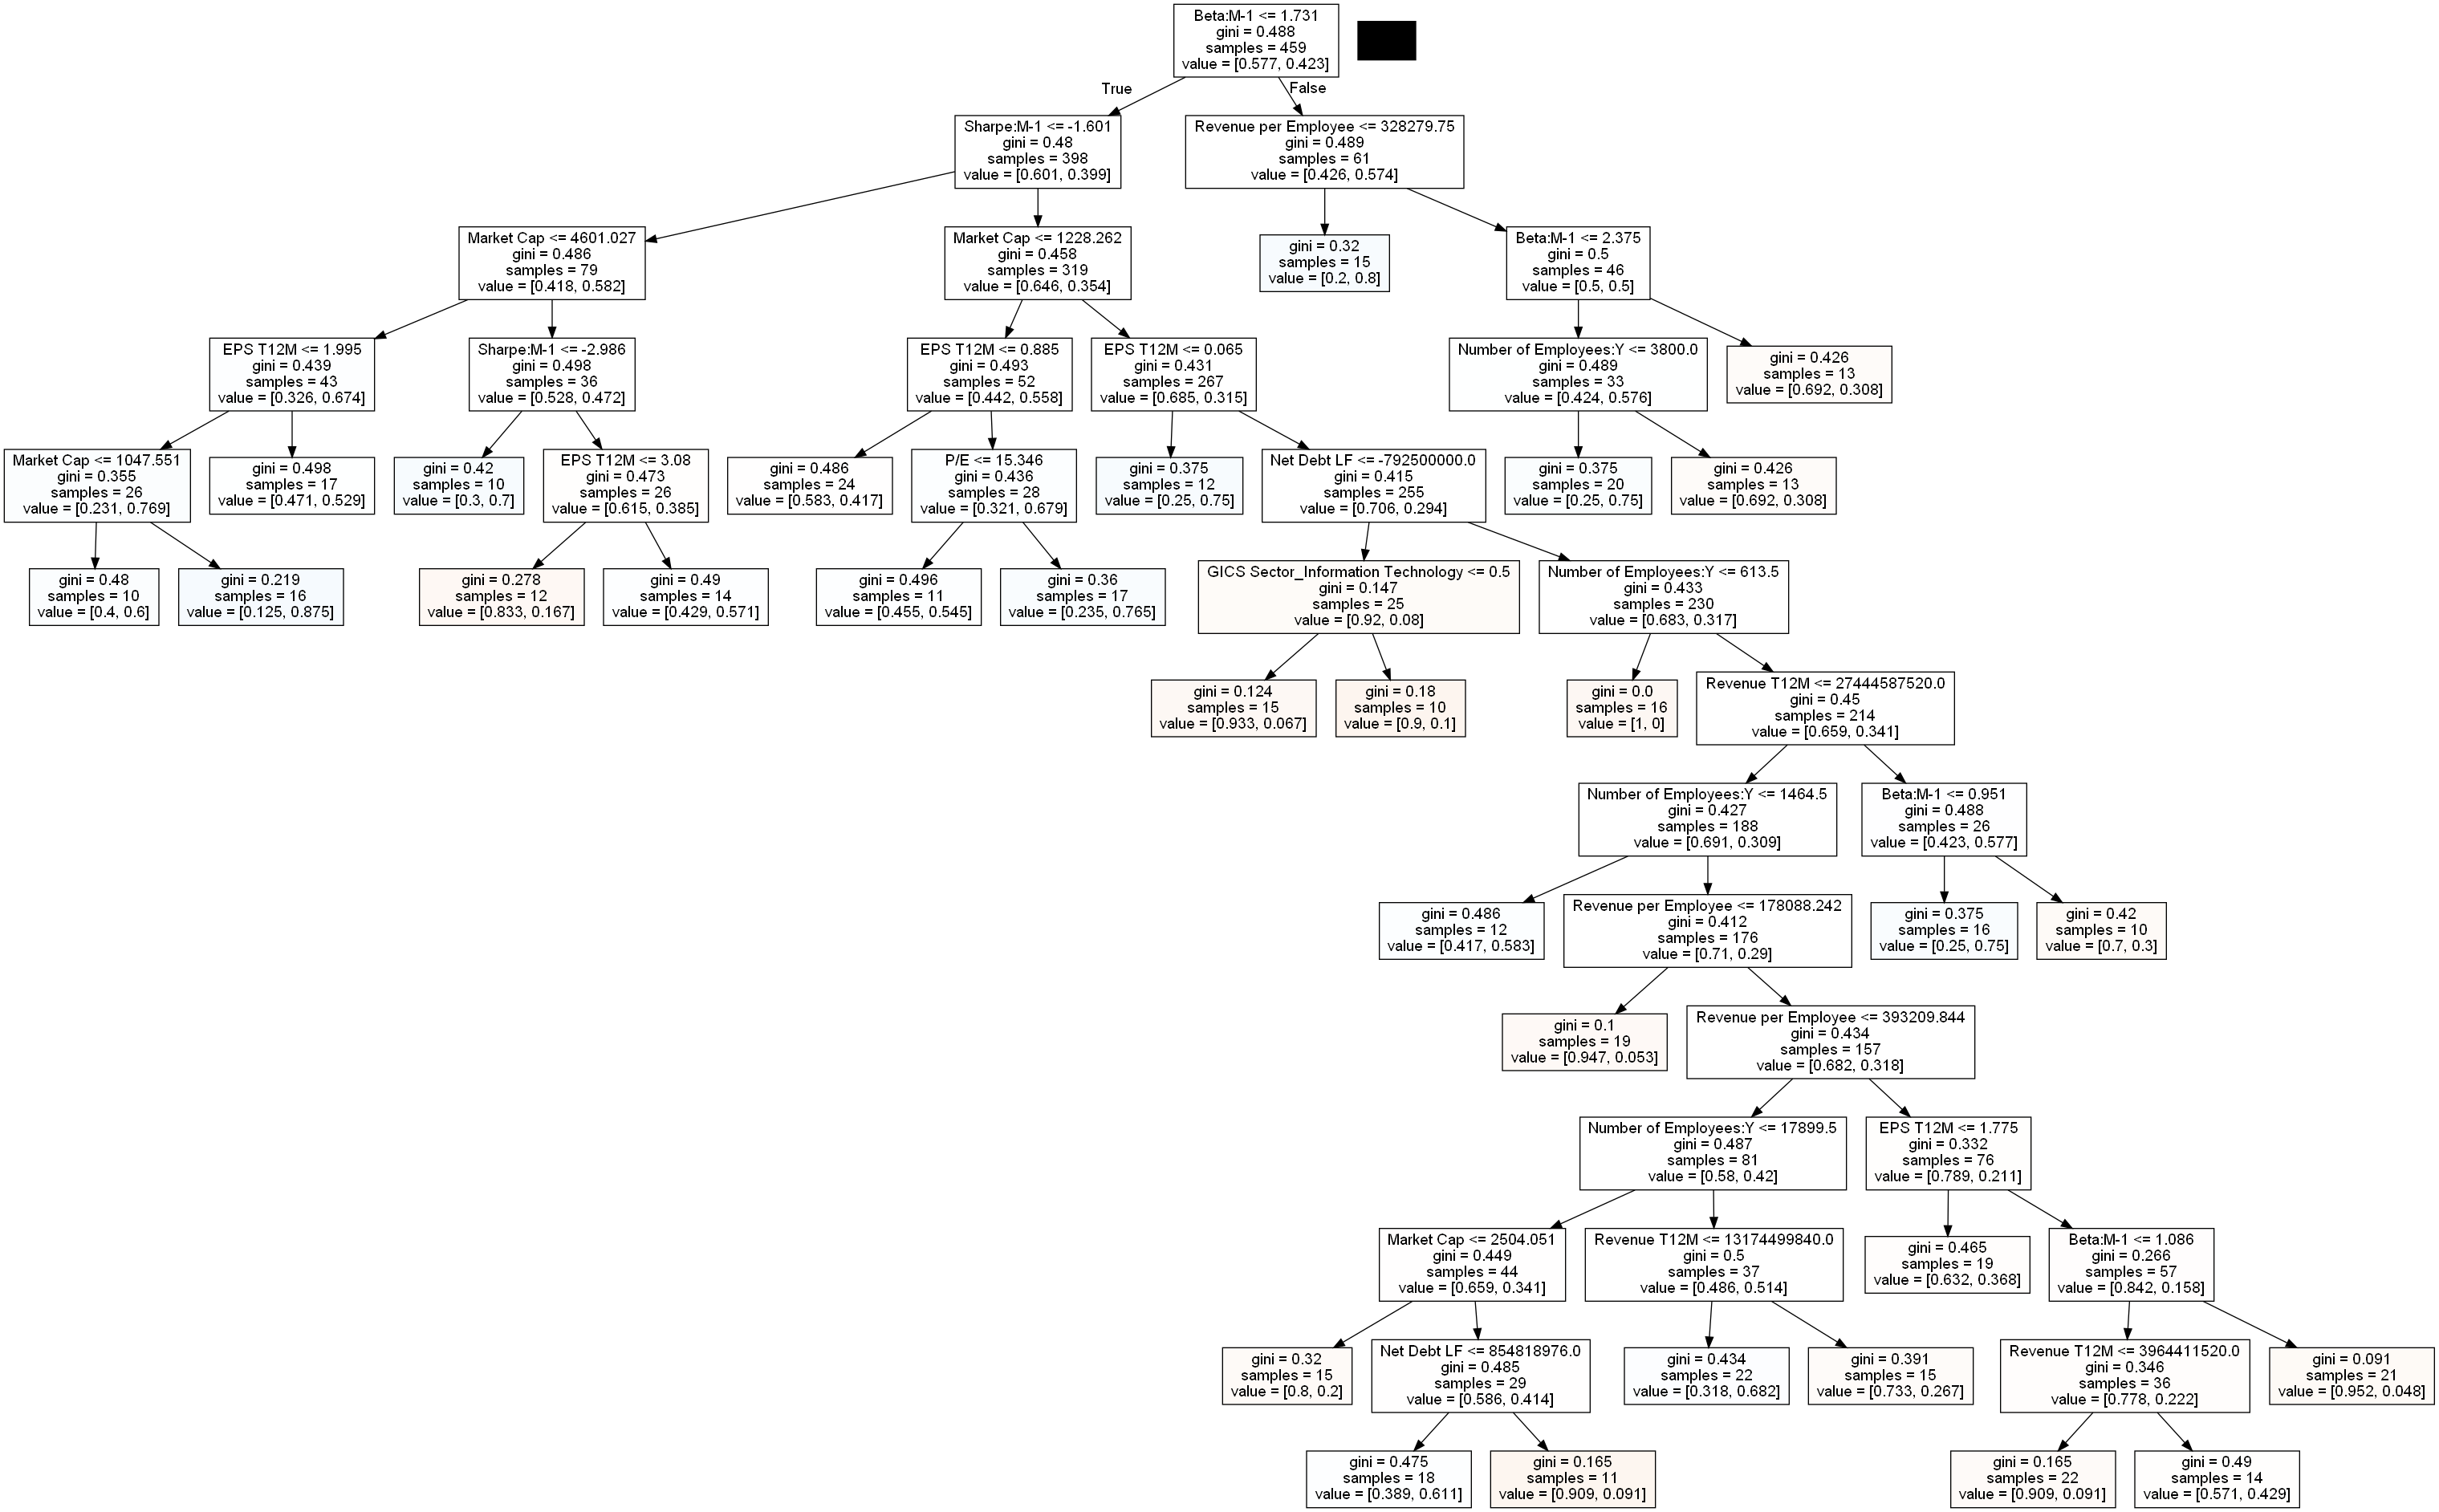 Beta:M-1 <= 1.731
gini = 0.488
samples = 459
value = [0.577, 0.423]
True
False
Sharpe:M-1 <= -1.601
gini = 0.48
samples = 398
value = [0.601, 0.399]
Revenue per Employee <= 328279.75
gini = 0.489
samples = 61
value = [0.426, 0.574]
Market Cap <= 4601.027
gini = 0.486
samples = 79
value = [0.418, 0.582]
Market Cap <= 1228.262
gini = 0.458
samples = 319
value = [0.646, 0.354]
gini = 0.32
samples = 15
value = [0.2, 0.8]
Beta:M-1 <= 2.375
gini = 0.5
samples = 46
value = [0.5, 0.5]
EPS T12M <= 1.995
gini = 0.439
samples = 43
value = [0.326, 0.674]
Sharpe:M-1 <= -2.986
gini = 0.498
samples = 36
value = [0.528, 0.472]
EPS T12M <= 0.885
gini = 0.493
samples = 52
value = [0.442, 0.558]
EPS T12M <= 0.065
gini = 0.431
samples = 267
value = [0.685, 0.315]
Number of Employees:Y <= 3800.0
gini = 0.489
samples = 33
value = [0.424, 0.576]
gini = 0.426
samples = 13
value = [0.692, 0.308]
Market Cap <= 1047.551
gini = 0.355
samples = 26
value = [0.231, 0.769]
gini = 0.498
samples = 17
value = [0.471, 0.529]
gini = 0.42
samples = 10
value = [0.3, 0.7]
EPS T12M <= 3.08
gini = 0.473
samples = 26
value = [0.615, 0.385]
gini = 0.486
samples = 24
value = [0.583, 0.417]
P/E <= 15.346
gini = 0.436
samples = 28
value = [0.321, 0.679]
gini = 0.375
samples = 12
value = [0.25, 0.75]
Net Debt LF <= -792500000.0
gini = 0.415
samples = 255
value = [0.706, 0.294]
gini = 0.375
samples = 20
value = [0.25, 0.75]
gini = 0.426
samples = 13
value = [0.692, 0.308]
gini = 0.48
samples = 10
value = [0.4, 0.6]
gini = 0.219
samples = 16
value = [0.125, 0.875]
gini = 0.278
samples = 12
value = [0.833, 0.167]
gini = 0.49
samples = 14
value = [0.429, 0.571]
gini = 0.496
samples = 11
value = [0.455, 0.545]
gini = 0.36
samples = 17
value = [0.235, 0.765]
GICS Sector_Information Technology <= 0.5
gini = 0.147
samples = 25
value = [0.92, 0.08]
Number of Employees:Y <= 613.5
gini = 0.433
samples = 230
value = [0.683, 0.317]
gini = 0.124
samples = 15
value = [0.933, 0.067]
gini = 0.18
samples = 10
value = [0.9, 0.1]
gini = 0.0
samples = 16
value = [1, 0]
Revenue T12M <= 27444587520.0
gini = 0.45
samples = 214
value = [0.659, 0.341]
Number of Employees:Y <= 1464.5
gini = 0.427
samples = 188
value = [0.691, 0.309]
Beta:M-1 <= 0.951
gini = 0.488
samples = 26
value = [0.423, 0.577]
gini = 0.486
samples = 12
value = [0.417, 0.583]
Revenue per Employee <= 178088.242
gini = 0.412
samples = 176
value = [0.71, 0.29]
gini = 0.375
samples = 16
value = [0.25, 0.75]
gini = 0.42
samples = 10
value = [0.7, 0.3]
gini = 0.1
samples = 19
value = [0.947, 0.053]
Revenue per Employee <= 393209.844
gini = 0.434
samples = 157
value = [0.682, 0.318]
Number of Employees:Y <= 17899.5
gini = 0.487
samples = 81
value = [0.58, 0.42]
EPS T12M <= 1.775
gini = 0.332
samples = 76
value = [0.789, 0.211]
Market Cap <= 2504.051
gini = 0.449
samples = 44
value = [0.659, 0.341]
Revenue T12M <= 13174499840.0
gini = 0.5
samples = 37
value = [0.486, 0.514]
gini = 0.465
samples = 19
value = [0.632, 0.368]
Beta:M-1 <= 1.086
gini = 0.266
samples = 57
value = [0.842, 0.158]
gini = 0.32
samples = 15
value = [0.8, 0.2]
Net Debt LF <= 854818976.0
gini = 0.485
samples = 29
value = [0.586, 0.414]
gini = 0.434
samples = 22
value = [0.318, 0.682]
gini = 0.391
samples = 15
value = [0.733, 0.267]
Revenue T12M <= 3964411520.0
gini = 0.346
samples = 36
value = [0.778, 0.222]
gini = 0.091
samples = 21
value = [0.952, 0.048]
gini = 0.475
samples = 18
value = [0.389, 0.611]
gini = 0.165
samples = 11
value = [0.909, 0.091]
gini = 0.165
samples = 22
value = [0.909, 0.091]
gini = 0.49
samples = 14
value = [0.571, 0.429]